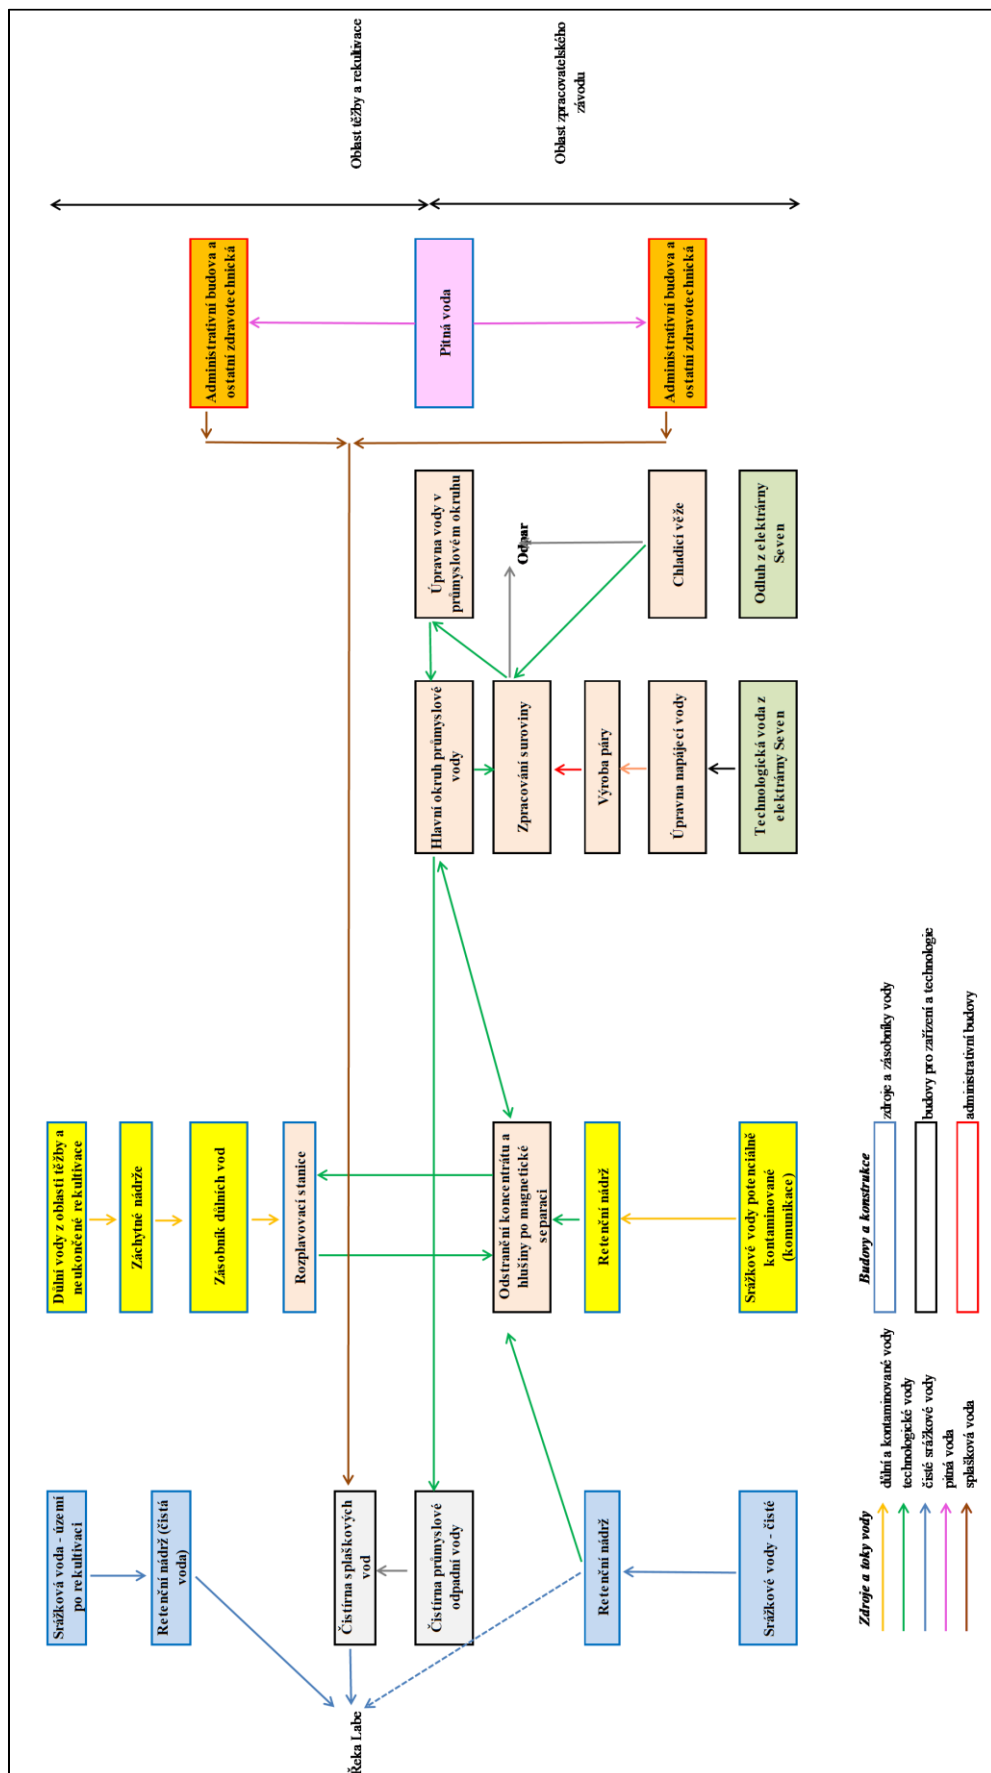 Srážková voda - území
po rekultivaci
Důlní vody z oblasti těžby a
neukončené rekultivace
Záchytné nádrže
Retenční nádrž (čistá
voda)
Zásobník důlních vod
Administrativní budova a
ostatní zdravotechnická
Rozplavovací stanice
Oblast těžby a rekultivace
Řeka Labe
Čistírna splaškových
vod
Čistírna průmyslové
odpadní vody
Hlavní okruh průmyslové
vody
Úpravna vody v
průmyslovém okruhu
Pitná voda
Odstranění koncentrátu a
hlušiny po magnetické
separaci
Zpracování suroviny
Odpar
Oblast zpracovatelského
závodu
Retenční nádrž
Retenční nádrž
Výroba páry
Úpravna napájecí vody
Chladicí věže
Administrativní budova a
ostatní zdravotechnická
Srážkové vody - čisté
Srážkové vody potenciálně
kontaminované
(komunikace)
Technologická voda z
elektrárny Seven
Odluh z elektrárny
Seven
Zdroje a toky vody
důlní a kontaminované vody
technologické vody
čisté srážkové vody
pitná voda
splašková voda
Budovy a konstrukce
zdroje a zásobníky vody
budovy pro zařízení a technologie
administrativní budovy